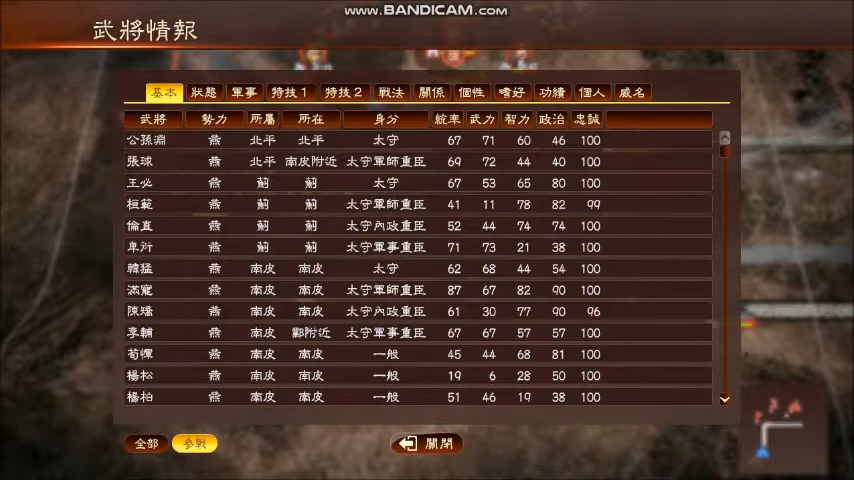 www.BANDICAM.com
武將情報
基本 狀態 軍事 特技1 特技2 戰法 關係 個性 嗜好 功績 個人 威名
武將 勢力 所屬 所在 身分 統率 武力 智力 政治 忠誠
公孫淵 燕 北平 北平 太守 67 71 60 46 100
張球 燕 北平 南皮附近 太守軍師重臣 69 72 44 40 100
王必 燕 薊 薊 太守 67 53 65 80 100
桓範 燕 薊 薊 太守軍師重臣 41 11 78 82 99
倫直 燕 薊 薊 太守內政重臣 52 44 74 74 100
卑衍 燕 薊 薊 太守軍事重臣 71 73 21 38 100
韓猛 燕 南皮 南皮 太守 62 68 44 54 100
滿寵 燕 南皮 南皮 太守軍師重臣 87 67 82 90 100
陳矯 燕 南皮 南皮 太守內政重臣 61 30 77 90 96
李輔 燕 南皮 鄴附近 太守軍事重臣 67 67 57 57 100
荀惲 燕 南皮 南皮 一般 45 44 68 81 100
楊松 燕 南皮 南皮 一般 19 6 28 50 100
楊柏 燕 南皮 南皮 一般 51 46 19 38 100
全部 參戰 關閉